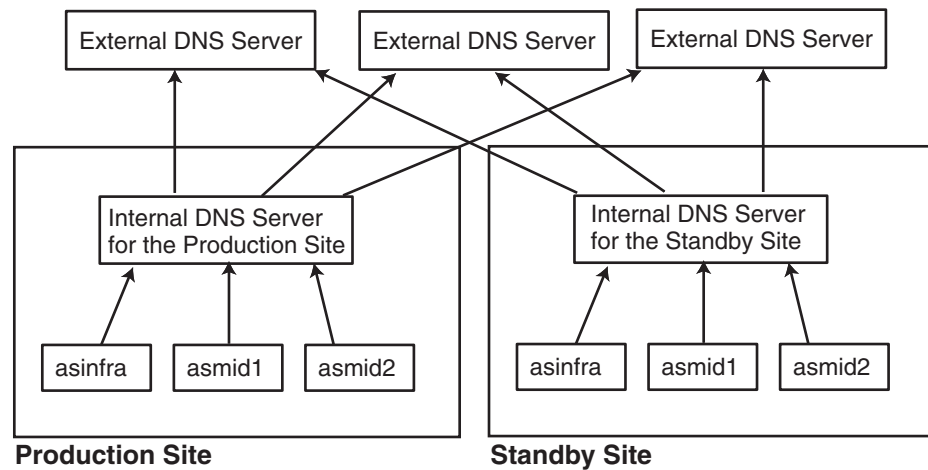 External DNS Server
External DNS Server
External DNS Server
Internal DNS Server
for the Production Site
Internal DNS Server
for the Standby Site
asinfra
asmid1
asmid2
asinfra
asmid1
asmid2
Production Site
Standby Site